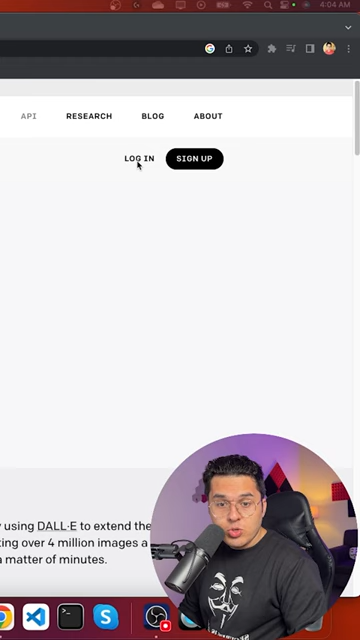 4:04 AM
API RESEARCH BLOG ABOUT
LOG IN SIGN UP
y using DALL·E to extend the
ting over 4 million images a
a matter of minutes.